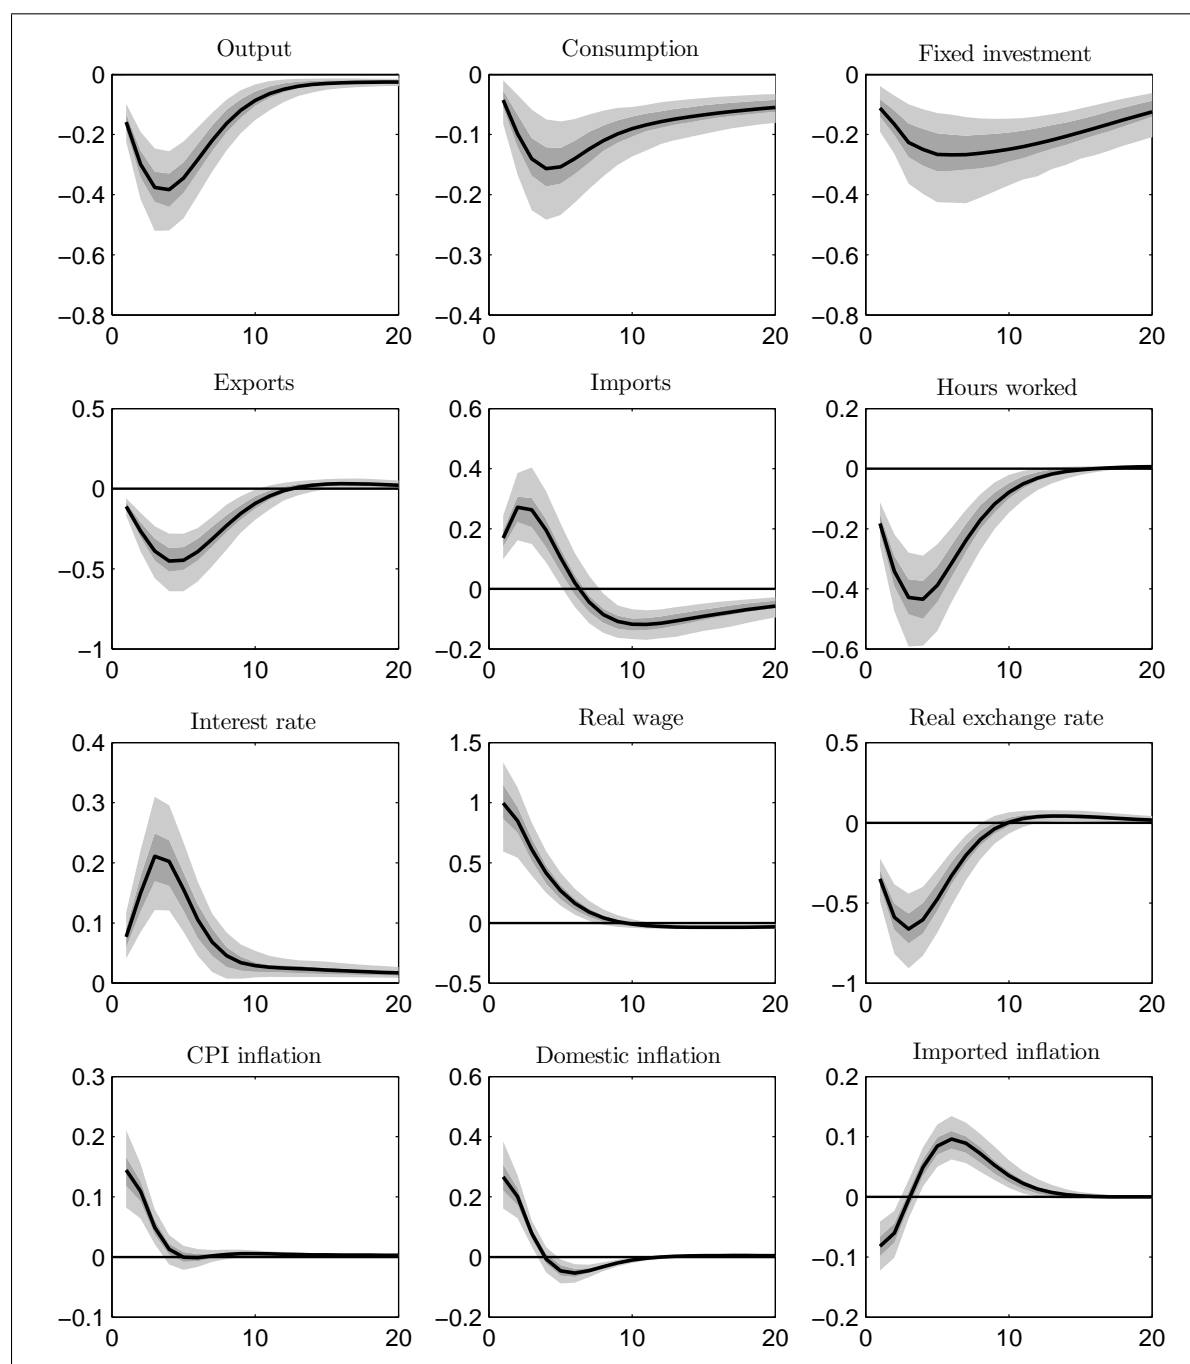 Output
Consumption
Fixed investment
0
−0.2
−0.4
−0.6
−0.8
0 10 20
0
−0.1
−0.2
−0.3
−0.4
0 10 20
0
−0.2
−0.4
−0.6
−0.8
0 10 20
Exports
Imports
Hours worked
0.5
0
−0.5
−1
0 10 20
0.6
0.4
0.2
0
−0.2
0 10 20
0.2
0
−0.2
−0.4
−0.6
0 10 20
Interest rate
Real wage
Real exchange rate
0.4
0.3
0.2
0.1
0
0 10 20
1.5
1
0.5
0
−0.5
0 10 20
0.5
0
−0.5
−1
0 10 20
CPI inflation
Domestic inflation
Imported inflation
0.3
0.2
0.1
0
−0.1
0 10 20
0.6
0.4
0.2
0
−0.2
0 10 20
0.2
0.1
0
−0.1
−0.2
0 10 20